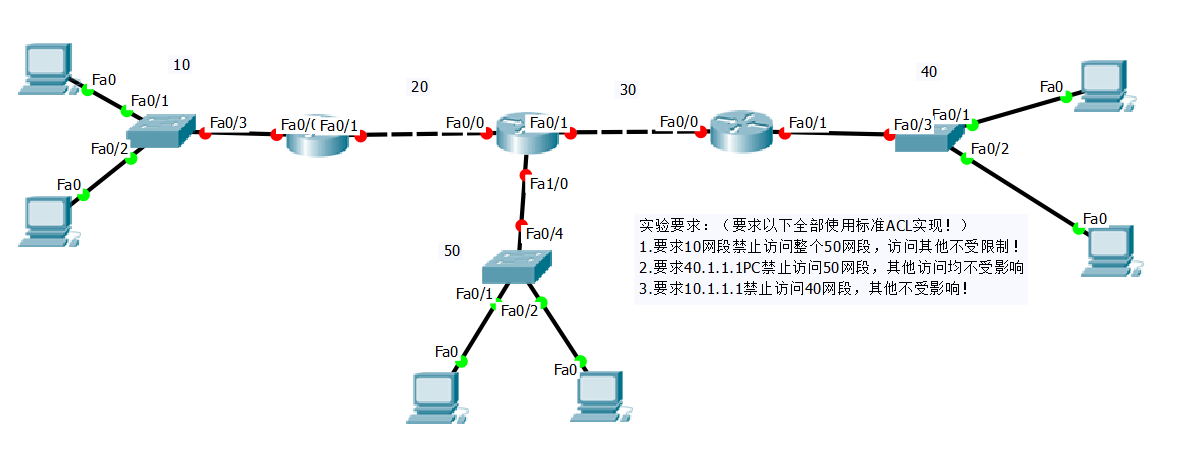 10
20
30
40
Fa0
Fa0/1
Fa0/3
Fa0/1
Fa0/0
Fa0/1
Fa0/0
Fa0/1
Fa0/3
Fa0/1
Fa0
Fa0/2
Fa0
Fa0/2
Fa0
Fa1/0
Fa0/4
50
Fa0/1
Fa0/2
Fa0
Fa0
实验要求：（要求以下全部使用标准ACL实现！）
1.要求10网段禁止访问整个50网段，访问其他不受限制！
2.要求40.1.1.1PC禁止访问50网段，其他访问均不受影响
3.要求10.1.1.1禁止访问40网段，其他不受影响！